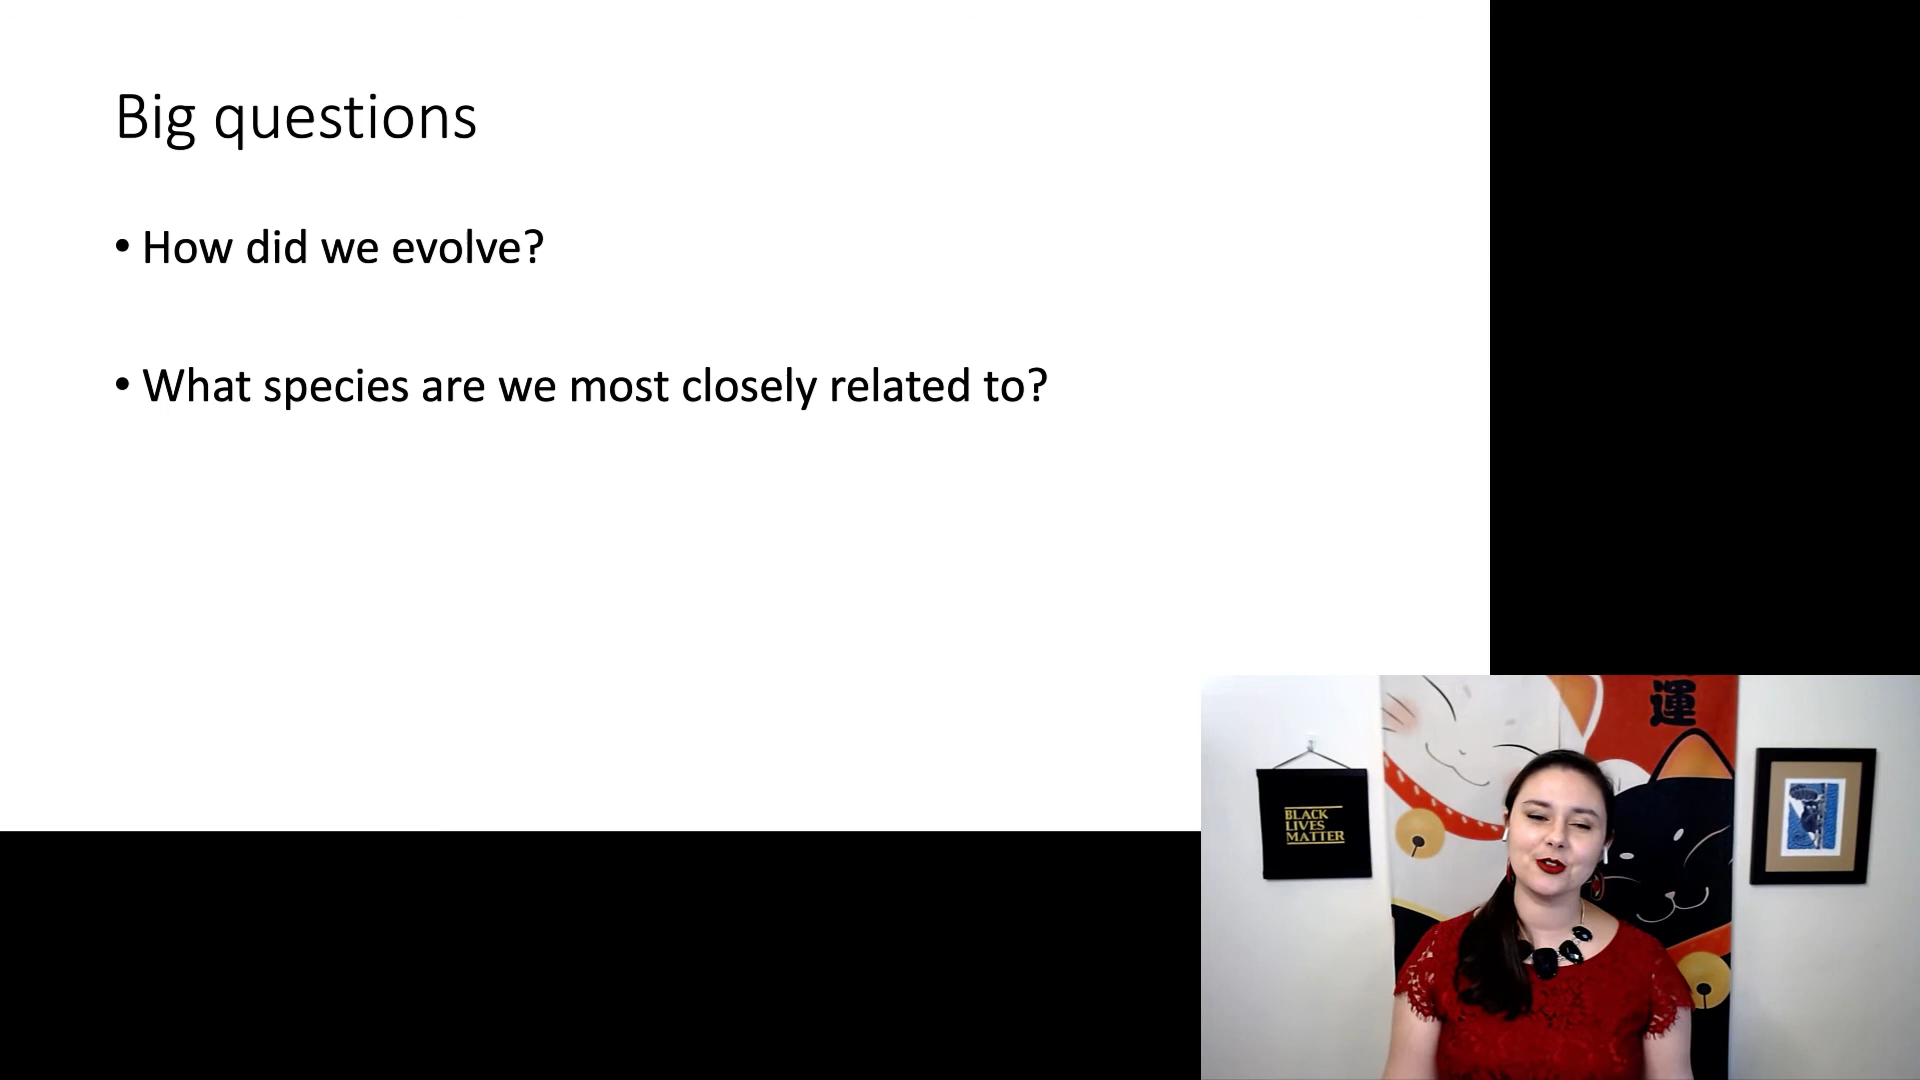 Big questions
• How did we evolve?
• What species are we most closely related to?
運
BLACK
LIVES
MATTER